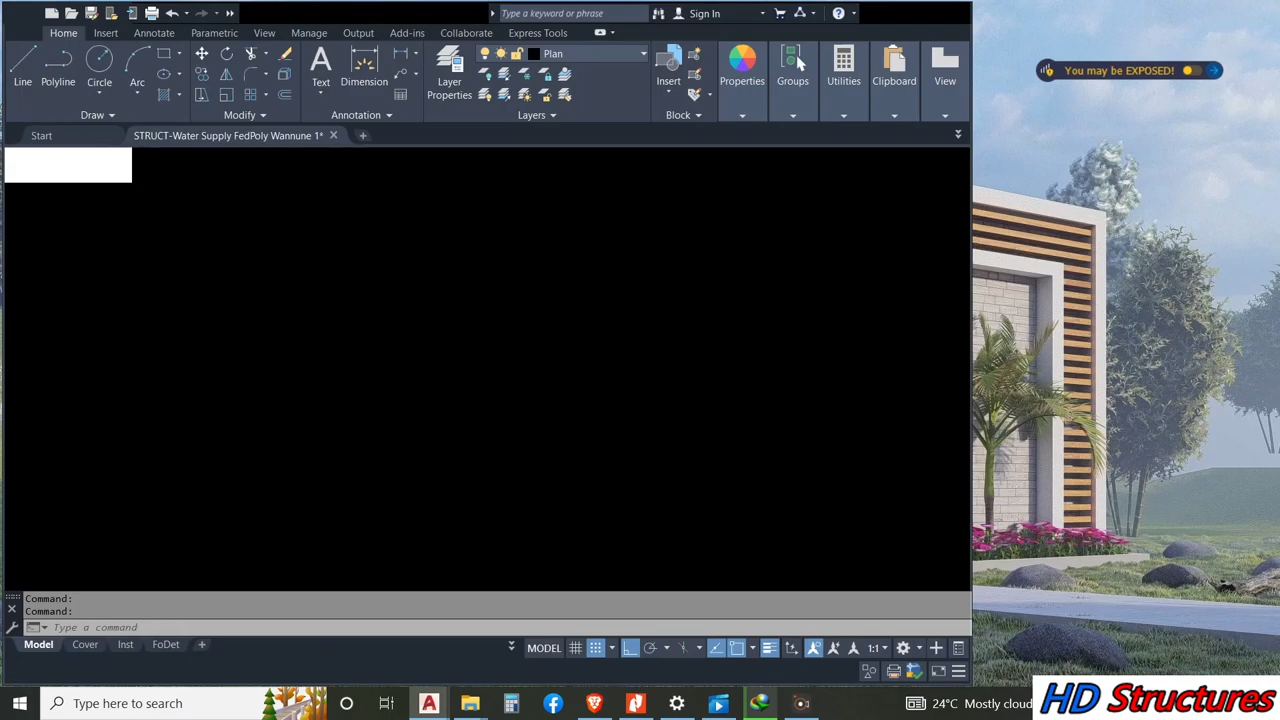 Type a keyword or phrase
Sign In
Home Insert Annotate Parametric View Manage Output Add-ins Collaborate Express Tools
Plan
Line Polyline Circle Arc Text Dimension Layer Properties Insert Properties Groups Utilities Clipboard View
Draw Modify Annotation Layers Block
Start STRUCT-Water Supply FedPoly Wannune 1*
You may be EXPOSED!
Command:
Command:
Type a command
Model Cover Inst FoDet
MODEL 1:1
Type here to search
24°C Mostly cloud
HD Structures